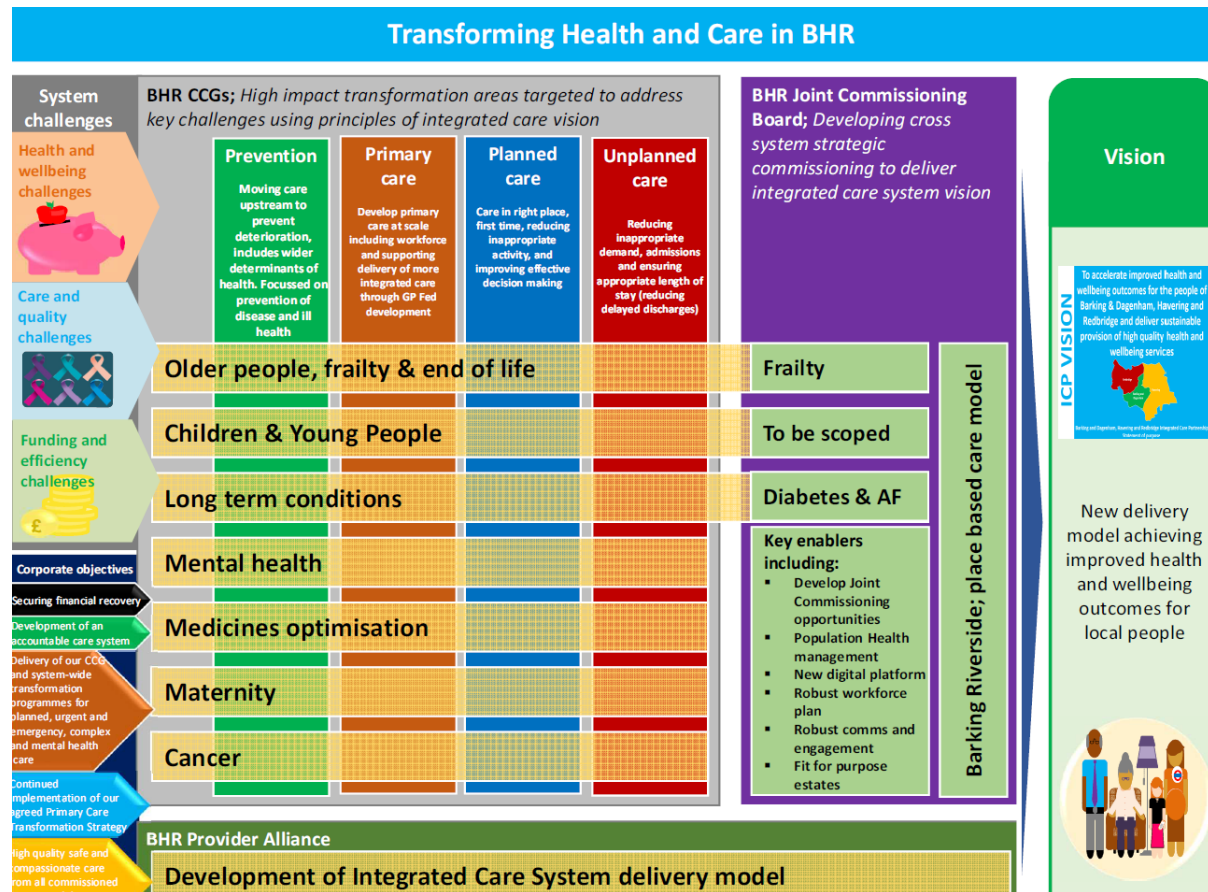 Transforming Health and Care in BHR
System
challenges
Health and
wellbeing
challenges
Care and
quality
challenges
Funding and
efficiency
challenges
£
Corporate objectives
Securing financial recovery
Development of an
accountable care system
Delivery of our CCG
and system-wide
transformation
programmes for
planned, urgent and
emergency, complex
and mental health
care
Continued
implementation of our
agreed Primary Care
Transformation Strategy
High quality safe and
compassionate care
from all commissioned
BHR CCGs; High impact transformation areas targeted to address
key challenges using principles of integrated care vision
Prevention
Moving care
upstream to
prevent
deterioration,
includes wider
determinants of
health. Focussed on
prevention of
disease and ill
health
Primary
care
Develop primary
care at scale
including workforce
and supporting
delivery of more
integrated care
through GP Fed
development
Planned
care
Care in right place,
first time, reducing
inappropriate
activity, and
improving effective
decision making
Unplanned
care
Reducing
inappropriate
demand, admissions
and ensuring
appropriate length of
stay (reducing
delayed discharges)
Older people, frailty & end of life
Children & Young People
Long term conditions
Mental health
Medicines optimisation
Maternity
Cancer
BHR Joint Commissioning
Board; Developing cross
system strategic
commissioning to deliver
integrated care system vision
Frailty
To be scoped
Diabetes & AF
Key enablers
including:
▪ Develop Joint
Commissioning
opportunities
▪ Population Health
management
▪ New digital platform
▪ Robust workforce
plan
▪ Robust comms and
engagement
▪ Fit for purpose
estates
Barking Riverside; place based care model
BHR Provider Alliance
Development of Integrated Care System delivery model
Vision
ICP VISION
To accelerate improved health and
wellbeing outcomes for the people of
Barking & Dagenham, Havering and
Redbridge and deliver sustainable
provision of high quality health and
wellbeing services
Barking and Dagenham, Havering and Redbridge Integrated Care Partnership
Statement of purpose
New delivery
model achieving
improved health
and wellbeing
outcomes for
local people